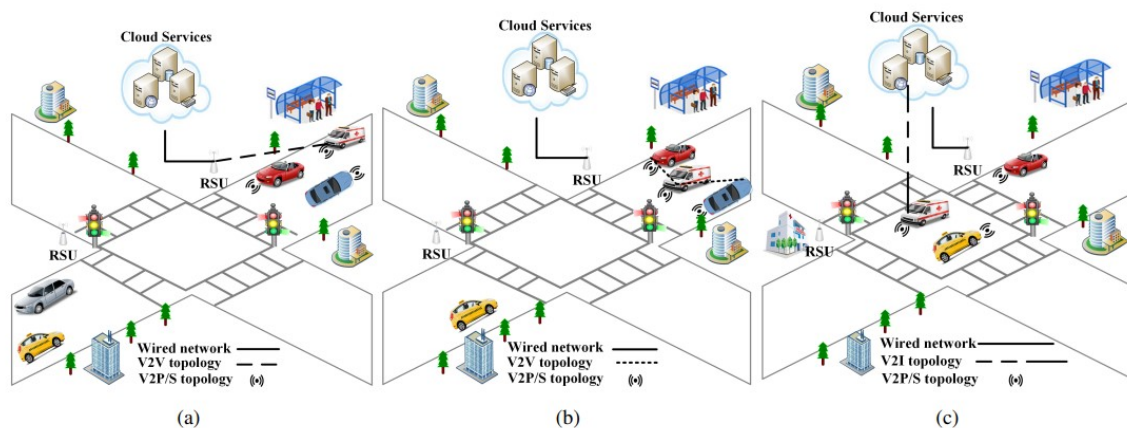 Cloud Services
RSU
RSU
Wired network
V2V topology
V2P/S topology
(a)
Cloud Services
RSU
RSU
Wired network
V2V topology
V2P/S topology
(b)
Cloud Services
RSU
RSU
Wired network
V2I topology
V2P/S topology
(c)